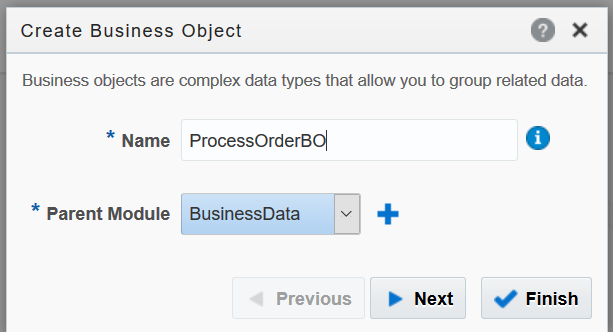 Create Business Object
Business objects are complex data types that allow you to group related data.
* Name ProcessOrderBO
* Parent Module BusinessData
Previous Next Finish